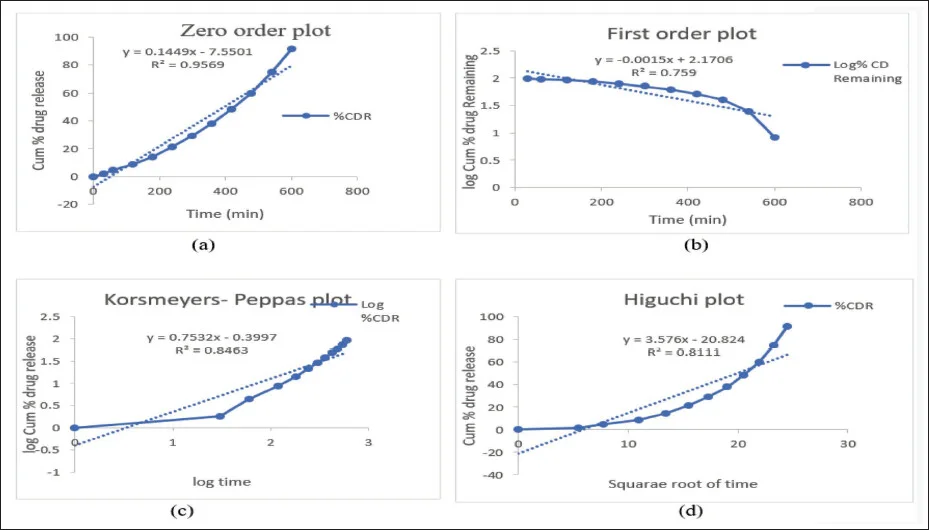 Zero order plot
y = 0.1449x - 7.5501
R² = 0.9569
Cum % drug release
100
80
60
40
20
0
-20
0
200
400
600
800
%CDR
Time (min)
(a)
First order plot
y = -0.0015x + 2.1706
R² = 0.759
log Cum % drug Remaining
2.5
2
1.5
1
0.5
0
0
200
400
600
800
Log% CD
Remaining
Time (min)
(b)
Korsmeyers- Peppas plot
Log
%CDR
y = 0.7532x - 0.3997
R² = 0.8463
log Cum % drug release
2.5
2
1.5
1
0.5
0
-0.5
-1
0
1
2
3
log time
(c)
Higuchi plot
%CDR
y = 3.576x - 20.824
R² = 0.8111
Cum % drug release
100
80
60
40
20
0
-20
-40
0
10
20
30
Squarae root of time
(d)